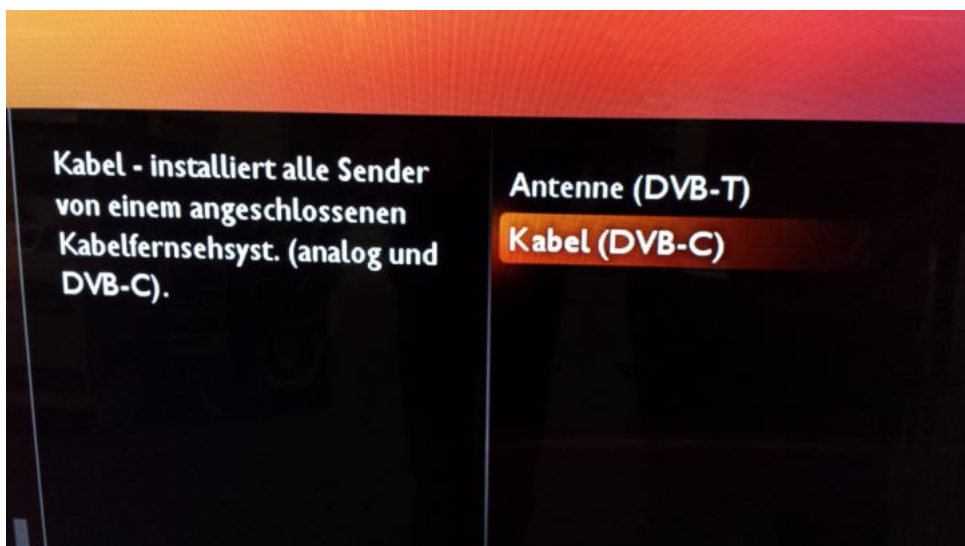 Kabel - installiert alle Sender
von einem angeschlossenen
Kabelfernsehsyst. (analog und
DVB-C).
Antenne (DVB-T)
Kabel (DVB-C)